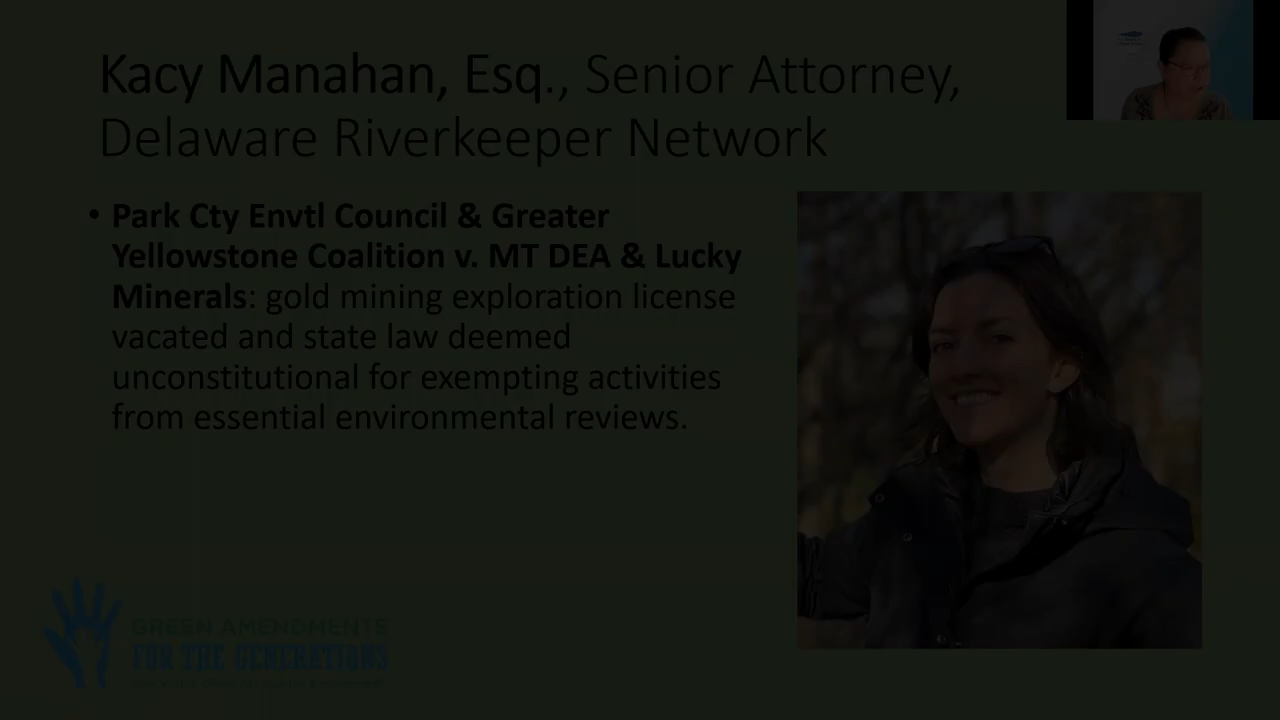 Kacy Manahan, Esq., Senior Attorney,
Delaware Riverkeeper Network
• Park Cty Envtl Council & Greater
Yellowstone Coalition v. MT DEA & Lucky
Minerals: gold mining exploration license
vacated and state law deemed
unconstitutional for exempting activities
from essential environmental reviews.
GREEN AMENDMENTS
FOR THE GENERATIONS